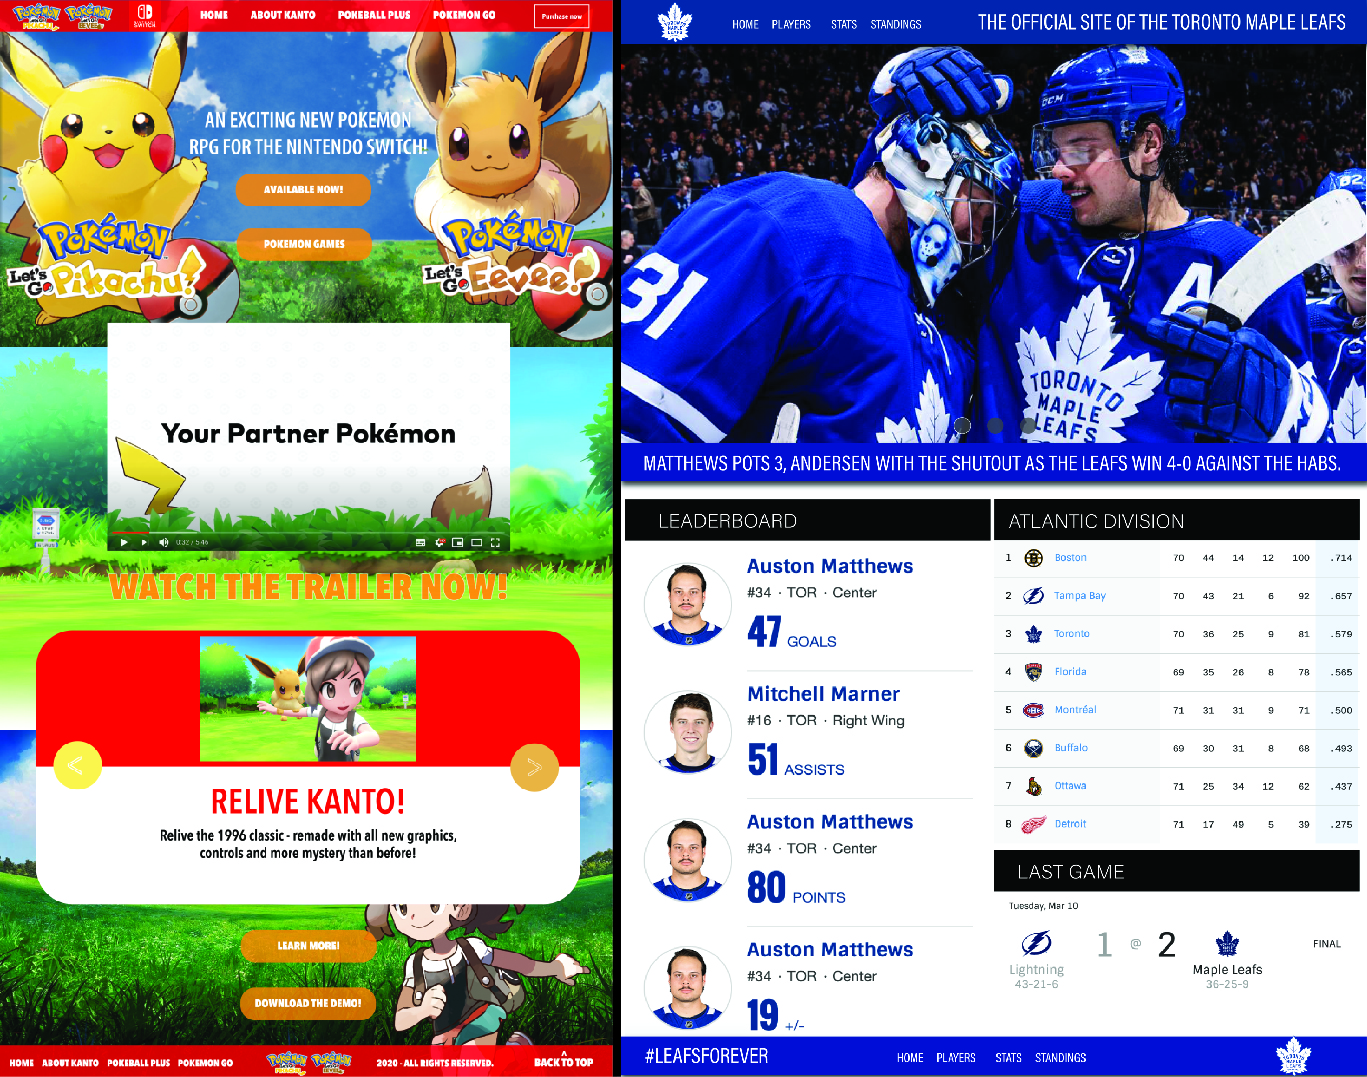 HOME ABOUT KANTO POHEBALL PLUS POKEMON GO Purchase now
AN EXCITING NEW POKEMON
RPG FOR THE NINTENDO SWITCH!
AVAILABLE NOW!
POKEMON GAMES
POKéMON
Let's Go Pikachu!
POKéMON
Let's Go Eevee!
Your Partner Pokémon
0:32 / 5:46
WATCH THE TRAILER NOW!
RELIVE KANTO!
Relive the 1996 classic - remade with all new graphics,
controls and more mystery than before!
LEARN MORE!
DOWNLOAD THE DEMO!
HOME ABOUT KANTO POKEBALL PLUS POKEMON GO 2020 - ALL RIGHTS RESERVED. BACK TO TOP
HOME PLAYERS STATS STANDINGS THE OFFICIAL SITE OF THE TORONTO MAPLE LEAFS
31
CCM
A
82
TORONTO
MAPLE
LEAFS
MATTHEWS POTS 3, ANDERSEN WITH THE SHUTOUT AS THE LEAFS WIN 4-0 AGAINST THE HABS.
LEADERBOARD
Auston Matthews
#34 · TOR · Center
47 GOALS
Mitchell Marner
#16 · TOR · Right Wing
51 ASSISTS
Auston Matthews
#34 · TOR · Center
80 POINTS
Auston Matthews
#34 · TOR · Center
19 +/-
ATLANTIC DIVISION
1 Boston 70 44 14 12 100 .714
2 Tampa Bay 70 43 21 6 92 .657
3 Toronto 70 36 25 9 81 .579
4 Florida 69 35 26 8 78 .565
5 Montréal 71 31 31 9 71 .500
6 Buffalo 69 30 31 8 68 .493
7 Ottawa 71 25 34 12 62 .437
8 Detroit 71 17 49 5 39 .275
LAST GAME
Tuesday, Mar 10
1 @ 2 FINAL
Lightning Maple Leafs
43-21-6 36-25-9
#LEAFSFOREVER HOME PLAYERS STATS STANDINGS